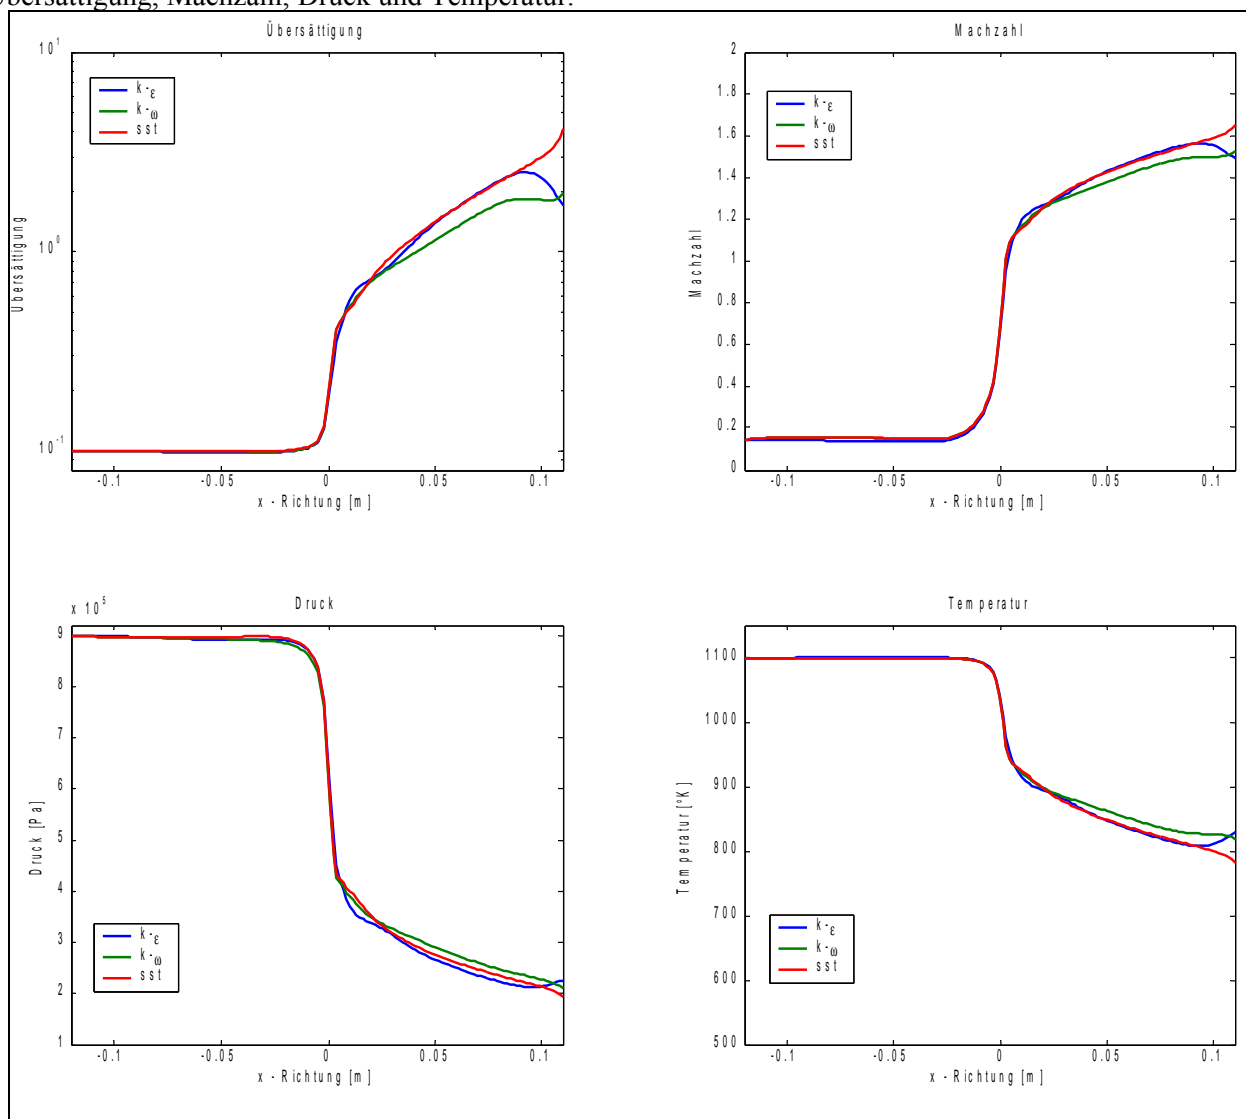 Übersättigung, Machzahl, Druck und Temperatur.
Übersättigung
10^1
10^0
10^-1
k-ε
k-ω
sst
Übersättigung
-0.1 -0.05 0 0.05 0.1
x - Richtung [m]
Machzahl
2
1.8
1.6
1.4
1.2
1
0.8
0.6
0.4
0.2
0
k-ε
k-ω
sst
Machzahl
-0.1 -0.05 0 0.05 0.1
x - Richtung [m]
Druck
x 10^5
9
8
7
6
5
4
3
2
1
Druck [Pa]
k-ε
k-ω
sst
-0.1 -0.05 0 0.05 0.1
x - Richtung [m]
Temperatur
1100
1000
900
800
700
600
500
Temperatur [°K]
k-ε
k-ω
sst
-0.1 -0.05 0 0.05 0.1
x - Richtung [m]